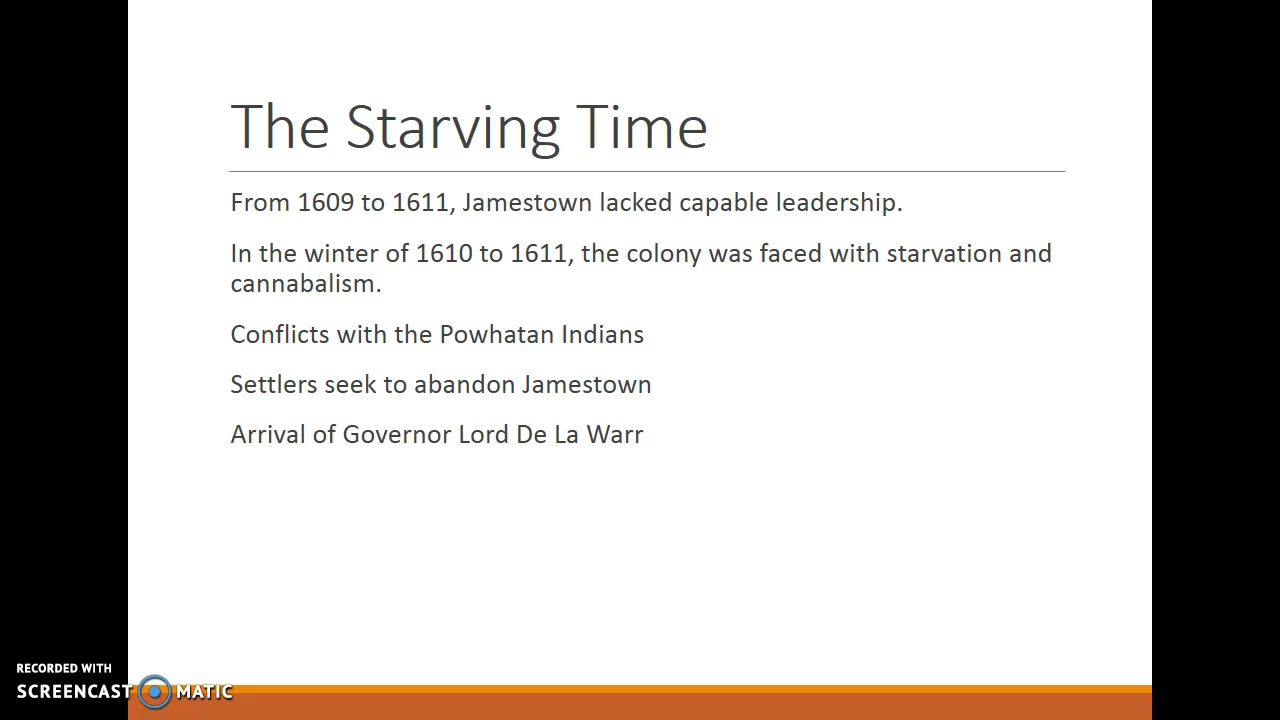 The Starving Time
From 1609 to 1611, Jamestown lacked capable leadership.
In the winter of 1610 to 1611, the colony was faced with starvation and
cannabalism.
Conflicts with the Powhatan Indians
Settlers seek to abandon Jamestown
Arrival of Governor Lord De La Warr
RECORDED WITH
SCREENCAST MATIC